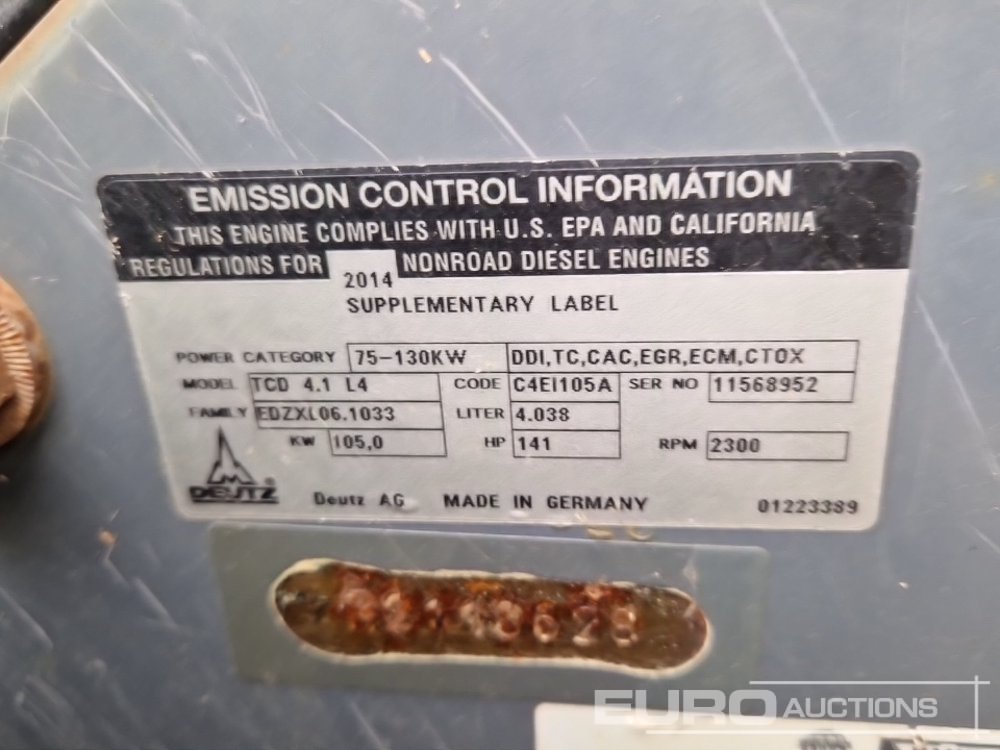 EMISSION CONTROL INFORMATION
THIS ENGINE COMPLIES WITH U.S. EPA AND CALIFORNIA
REGULATIONS FOR 2014 NONROAD DIESEL ENGINES
SUPPLEMENTARY LABEL
POWER CATEGORY 75-130KW DDI,TC,CAC,EGR,ECM,CTOX
MODEL TCD 4.1 L4 CODE C4EI105A SER NO 11568952
FAMILY EDZXL06.1033 LITER 4.038
KW 105,0 HP 141 RPM 2300
DEUTZ Deutz AG MADE IN GERMANY 01223389
EURO AUCTIONS